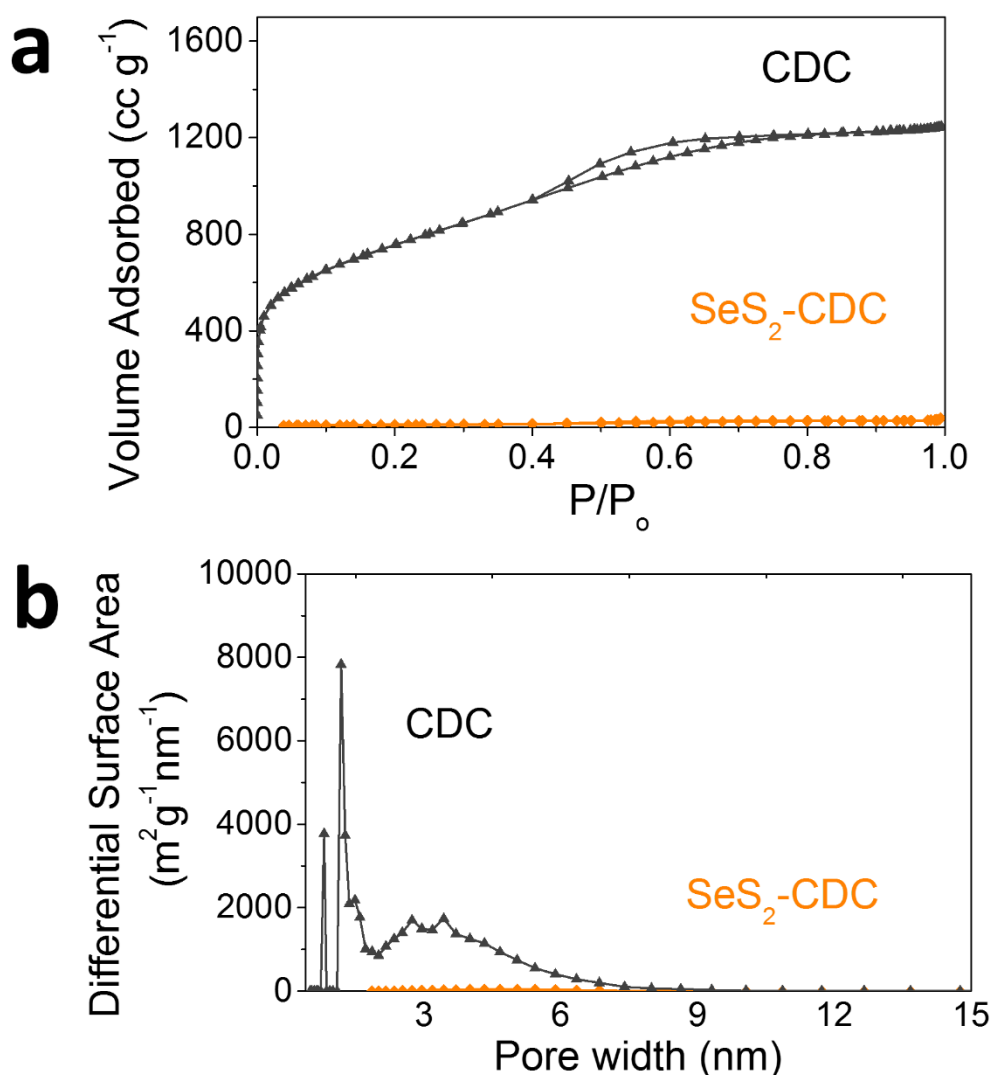 a
Volume Adsorbed (cc g⁻¹)
1600
1200
800
400
0
CDC
SeS₂-CDC
0.0 0.2 0.4 0.6 0.8 1.0
P/Pₒ
b
Differential Surface Area
(m² g⁻¹nm⁻¹)
10000
8000
6000
4000
2000
0
CDC
SeS₂-CDC
3 6 9 12 15
Pore width (nm)